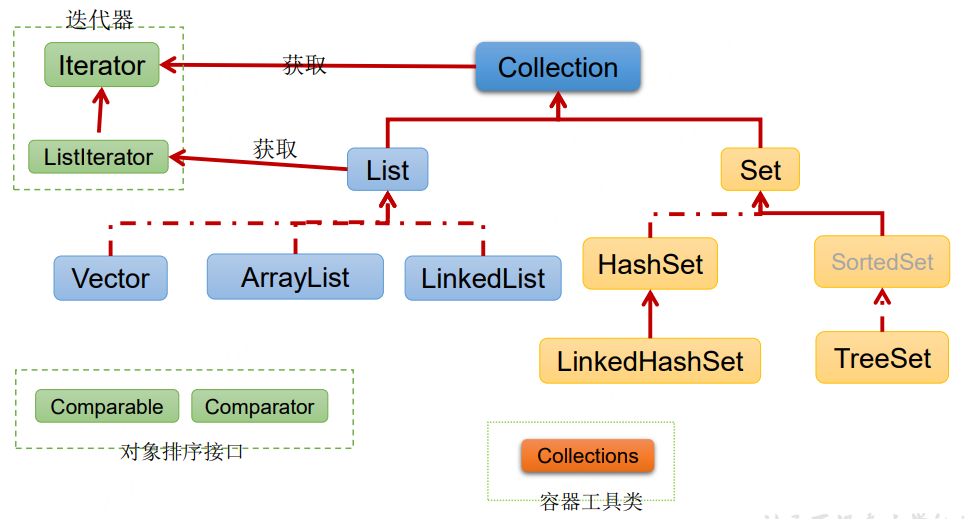 迭代器
Iterator
获取
Collection
ListIterator
获取
List
Set
Vector
ArrayList
LinkedList
HashSet
SortedSet
LinkedHashSet
TreeSet
Comparable
Comparator
对象排序接口
Collections
容器工具类